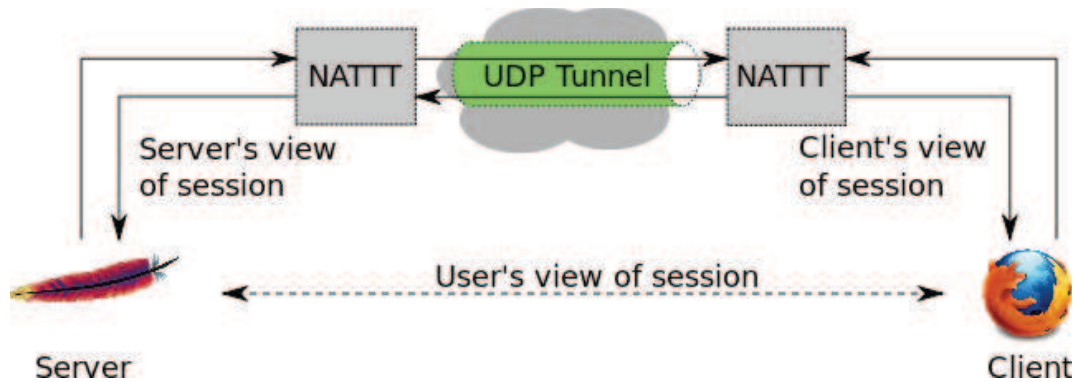 NATTT
UDP Tunnel
NATTT
Server's view
of session
Client's view
of session
User's view of session
Server
Client